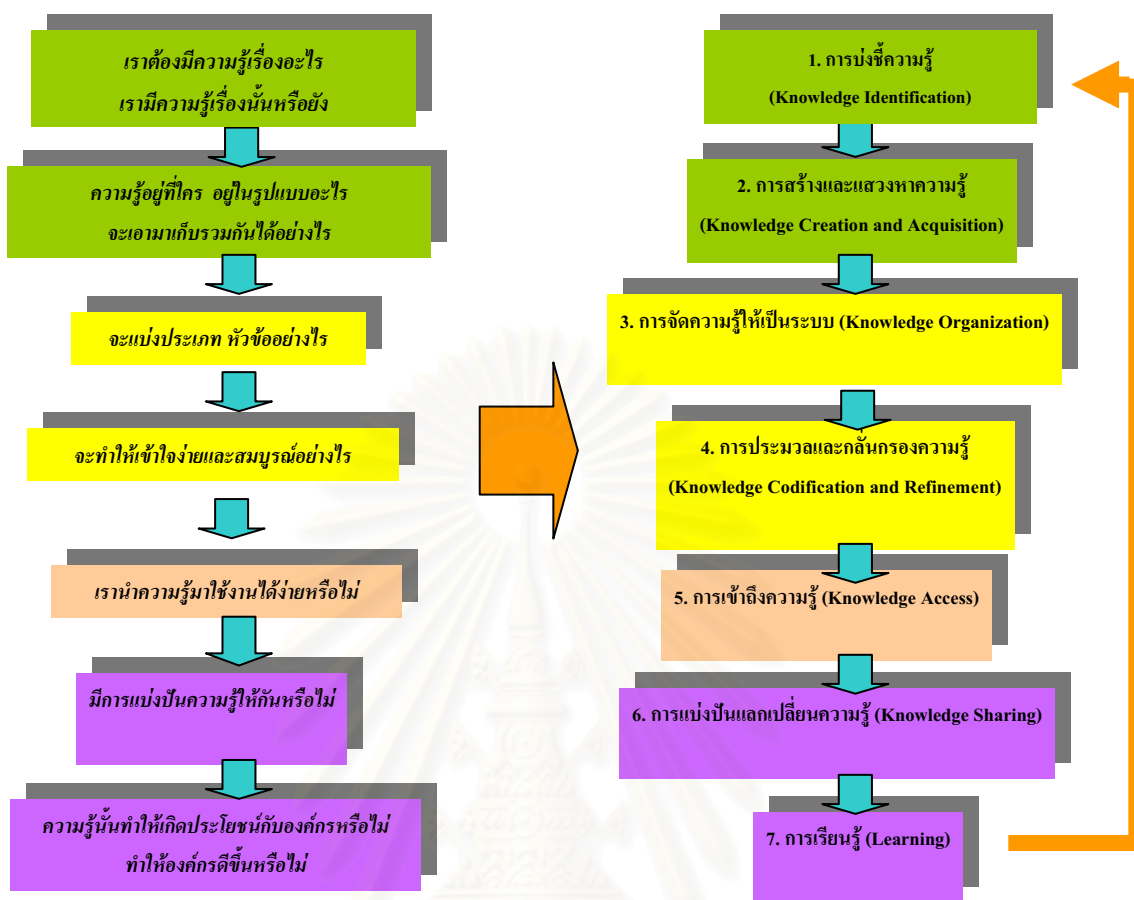 เราต้องมีความรู้เรื่องอะไร
เรามีความรู้เรื่องนั้นหรือยัง
ความรู้อยู่ที่ใคร อยู่ในรูปแบบอะไร
จะเอามาเก็บรวมกันได้อย่างไร
จะแบ่งประเภท หัวข้ออย่างไร
จะทำให้เข้าใจง่ายและสมบูรณ์อย่างไร
เรานำความรู้มาใช้งานได้ง่ายหรือไม่
มีการแบ่งปันความรู้ให้กันหรือไม่
ความรู้นั้นทำให้เกิดประโยชน์กับองค์กรหรือไม่
ทำให้องค์กรดีขึ้นหรือไม่
1. การบ่งชี้ความรู้
(Knowledge Identification)
2. การสร้างและแสวงหาความรู้
(Knowledge Creation and Acquisition)
3. การจัดความรู้ให้เป็นระบบ (Knowledge Organization)
4. การประมวลและกลั่นกรองความรู้
(Knowledge Codification and Refinement)
5. การเข้าถึงความรู้ (Knowledge Access)
6. การแบ่งปันแลกเปลี่ยนความรู้ (Knowledge Sharing)
7. การเรียนรู้ (Learning)